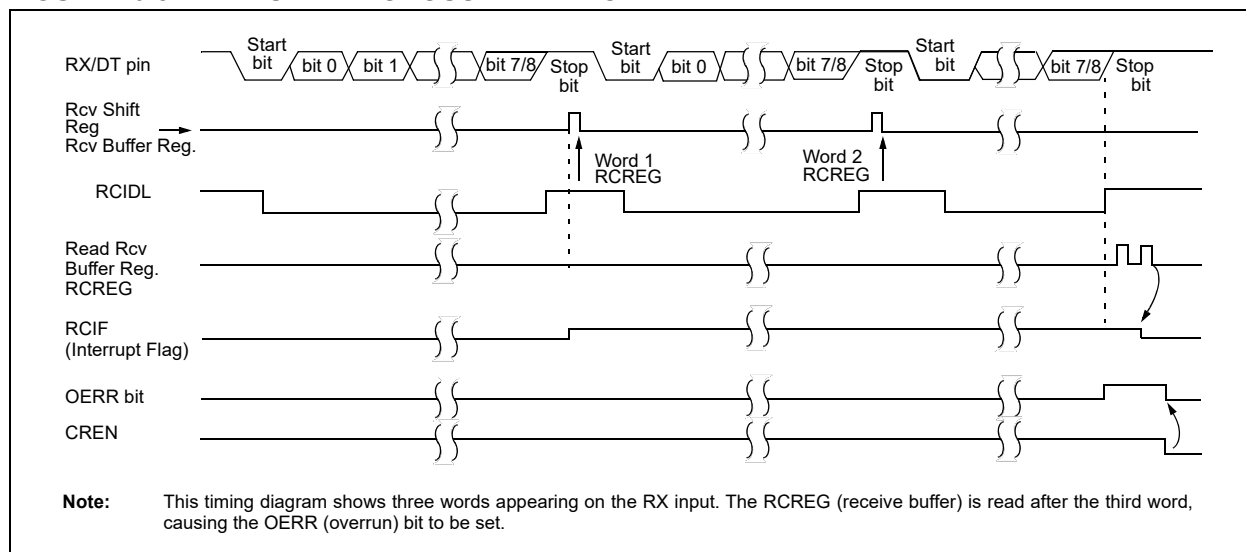 Start bit
bit 0
bit 1
bit 7/8
Stop bit
Start bit
bit 0
bit 7/8
Stop bit
Start bit
bit 7/8
Stop bit
RX/DT pin
Rcv Shift
Reg
Rcv Buffer Reg.
Word 1
RCREG
Word 2
RCREG
RCIDL
Read Rcv
Buffer Reg.
RCREG
RCIF
(Interrupt Flag)
OERR bit
CREN
Note: This timing diagram shows three words appearing on the RX input. The RCREG (receive buffer) is read after the third word,
causing the OERR (overrun) bit to be set.